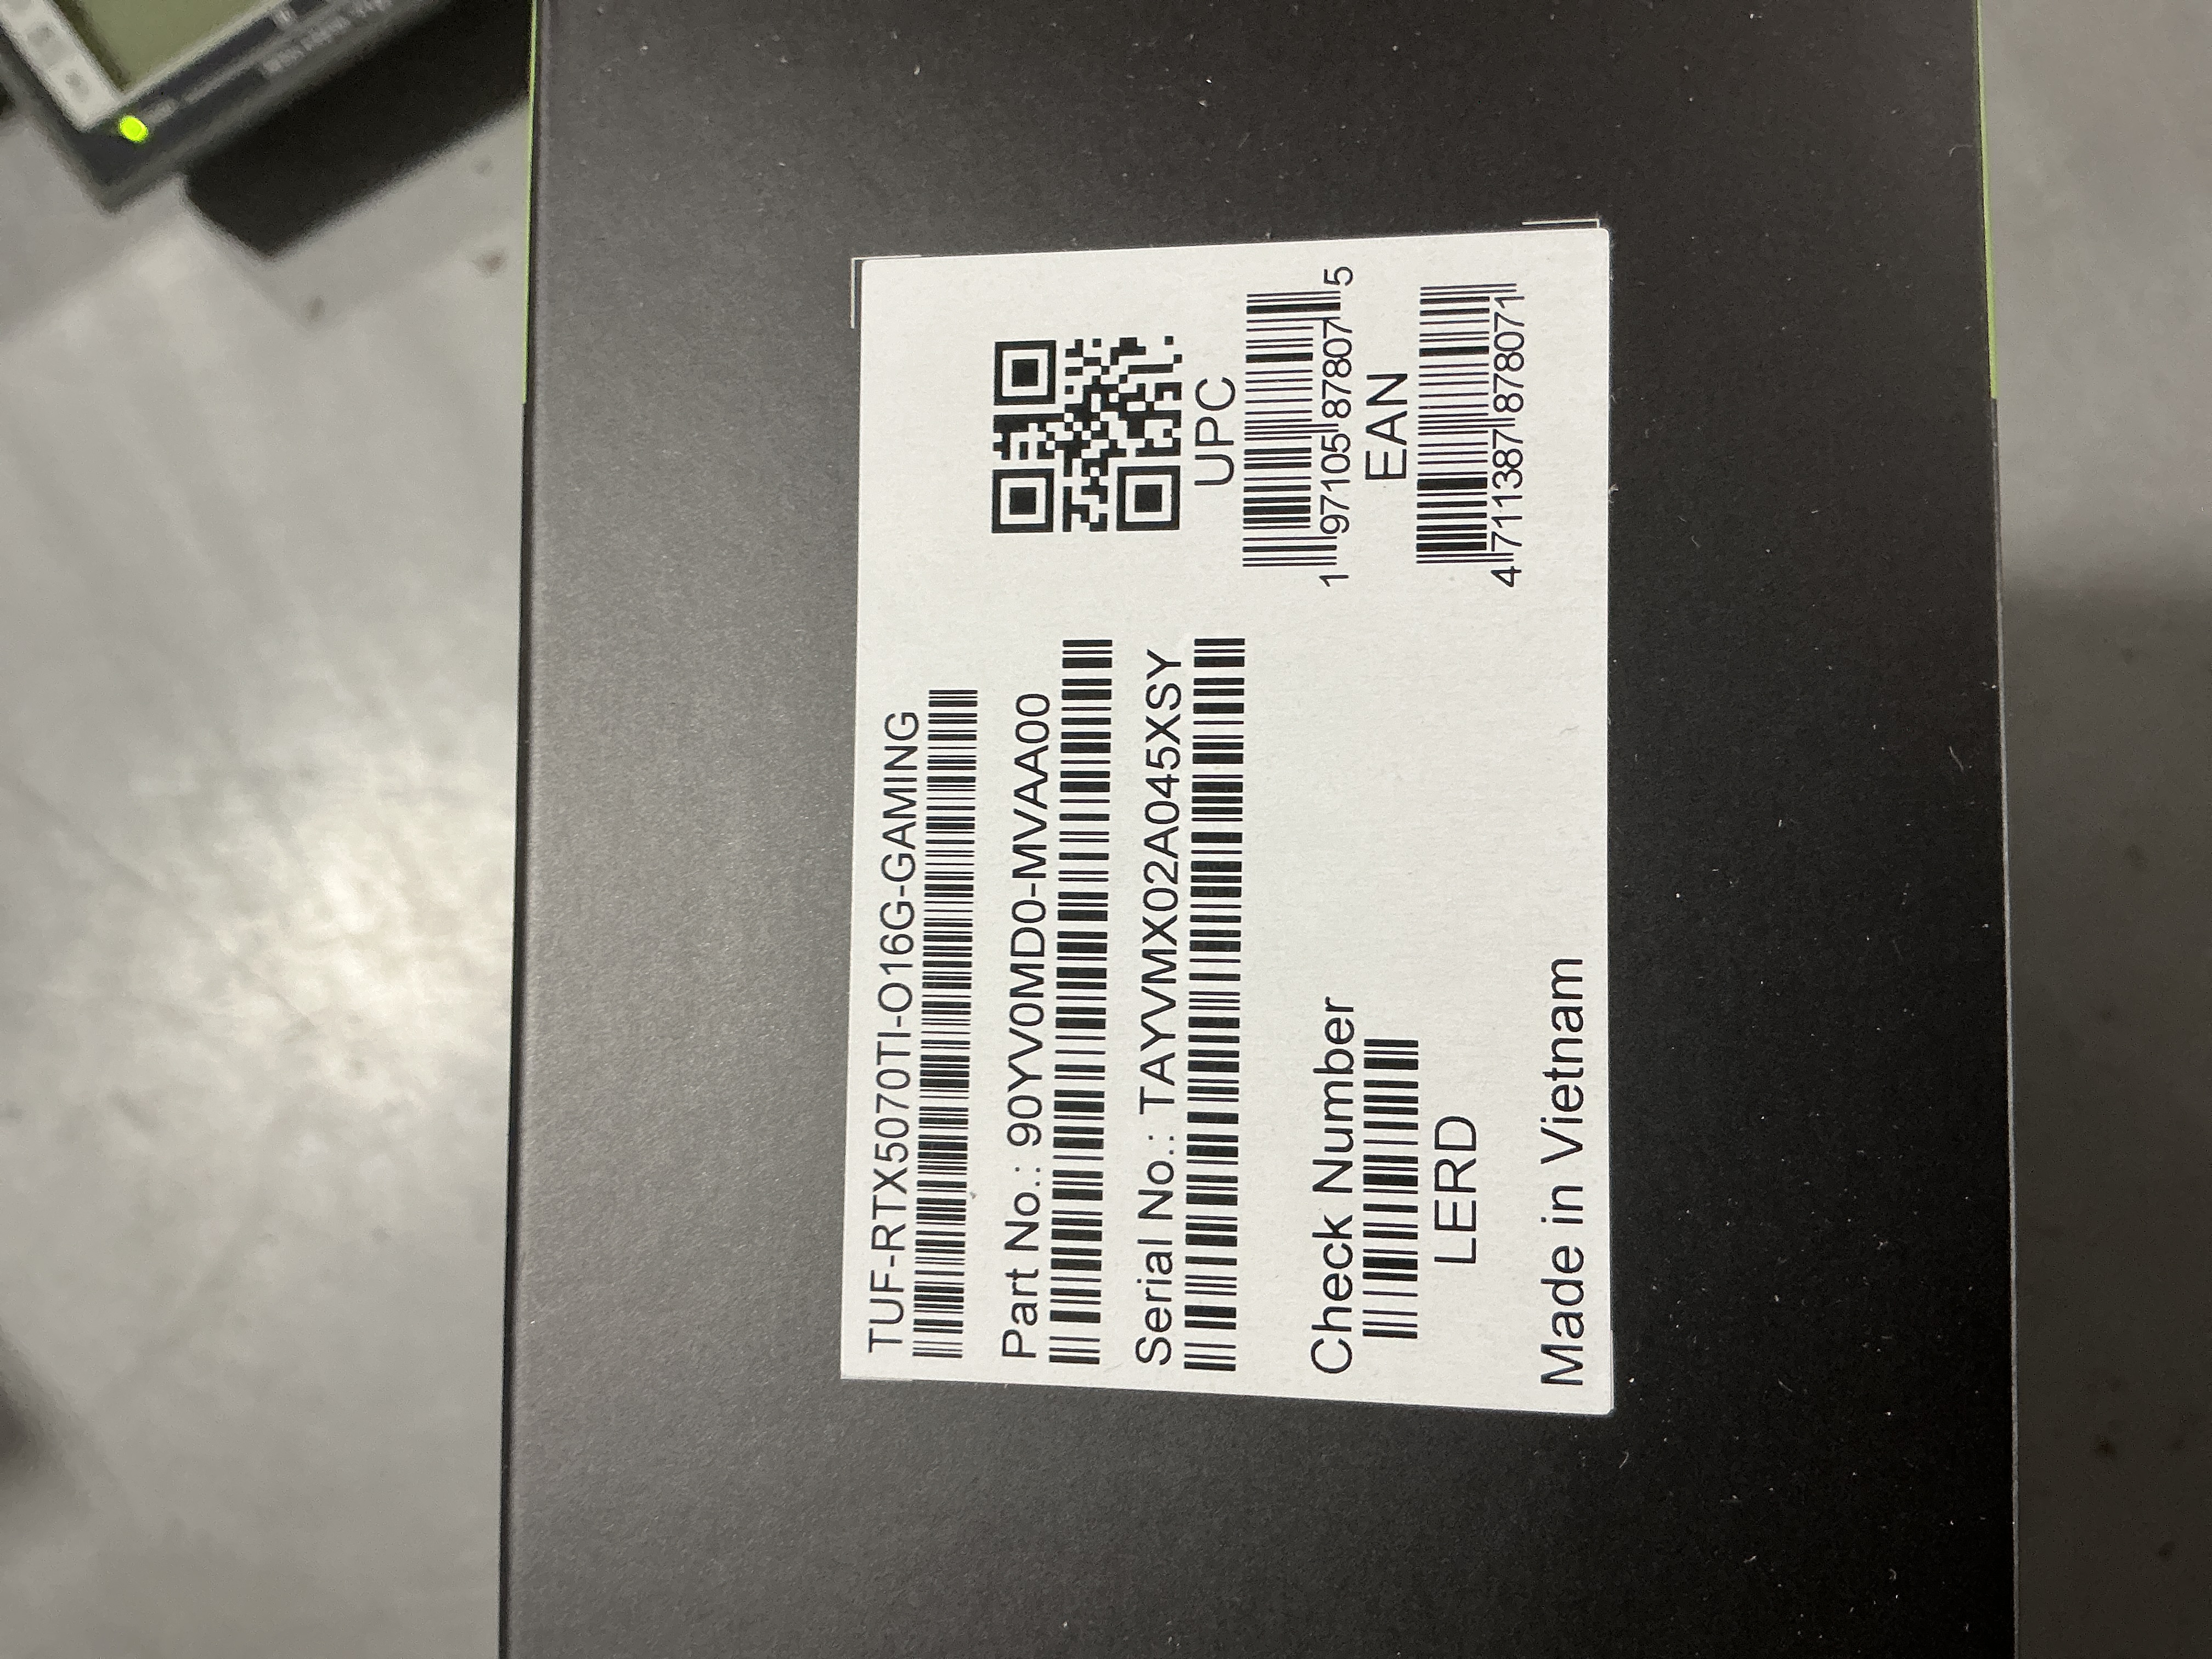 TUF-RTX5070TI-O16G-GAMING
Part No.: 90YV0MD0-MVAA00
Serial No.: TAYVMX02A045XSY
Check Number
LERD
Made in Vietnam
UPC
1 97105 87807 5
EAN
4 711387 878071